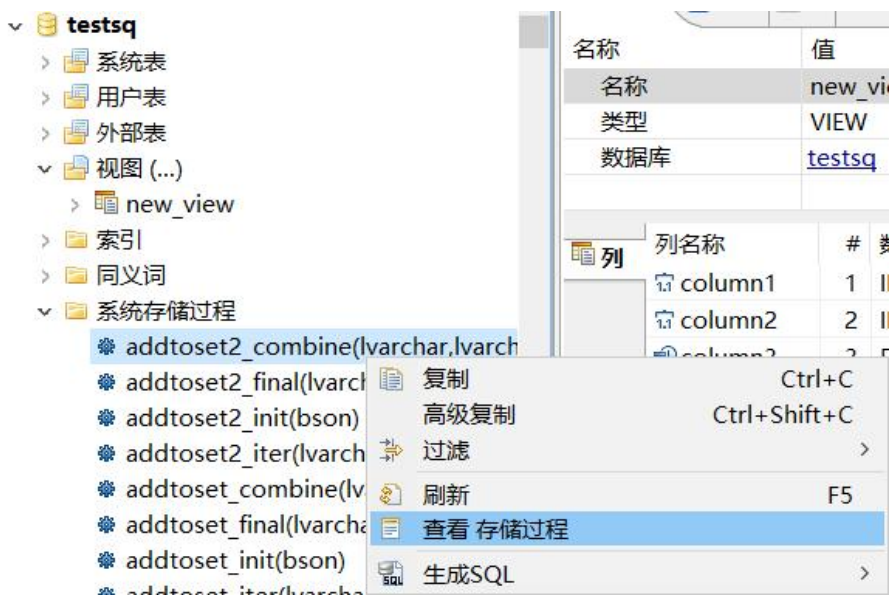 testsq
系统表
用户表
外部表
视图 (...)
new_view
索引
同义词
系统存储过程
addtoset2_combine(lvarchar,lvarch
addtoset2_final(lvarch
addtoset2_init(bson)
addtoset2_iter(lvarch
addtoset_combine(lv
addtoset_final(lvarcha
addtoset_init(bson)
addtoset_iter(lvarcha
名称 值
名称 new_vie
类型 VIEW
数据库 testsq
列
列名称 #
column1 1
column2 2
复制 Ctrl+C
高级复制 Ctrl+Shift+C
过滤
刷新 F5
查看 存储过程
生成SQL